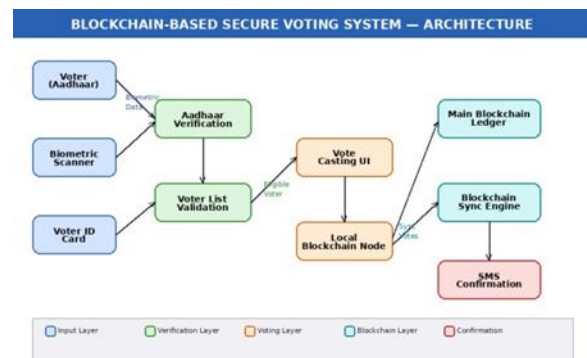 BLOCKCHAIN-BASED SECURE VOTING SYSTEM — ARCHITECTURE
Voter
(Aadhaar)
Biometric
Data
Aadhaar
Verification
Main Blockchain
Ledger
Biometric
Scanner
Vote
Casting UI
Eligible
Voter
Voter List
Validation
Blockchain
Sync Engine
Voter ID
Card
Local
Blockchain Node
Sync
Votes
SMS
Confirmation
Input Layer
Verification Layer
Voting Layer
Blockchain Layer
Confirmation